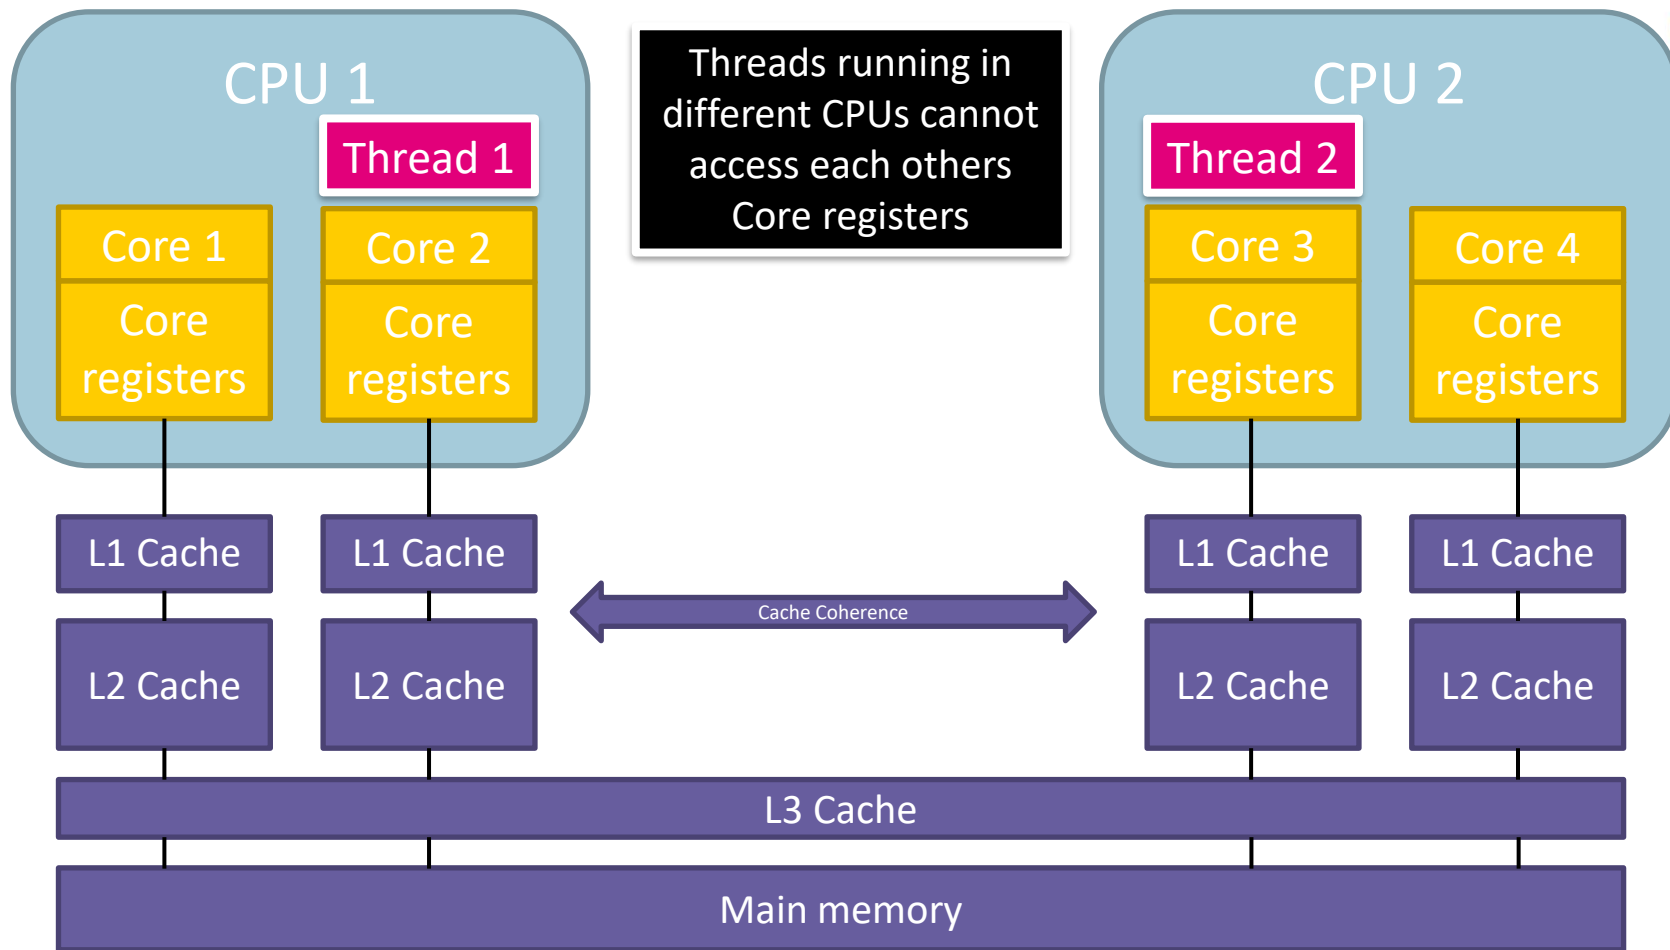 CPU 1
Thread 1
Core 1
Core
registers
Core 2
Core
registers
Threads running in
different CPUs cannot
access each others
Core registers
CPU 2
Thread 2
Core 3
Core
registers
Core 4
Core
registers
L1 Cache
L1 Cache
L1 Cache
L1 Cache
Cache Coherence
L2 Cache
L2 Cache
L2 Cache
L2 Cache
L3 Cache
Main memory